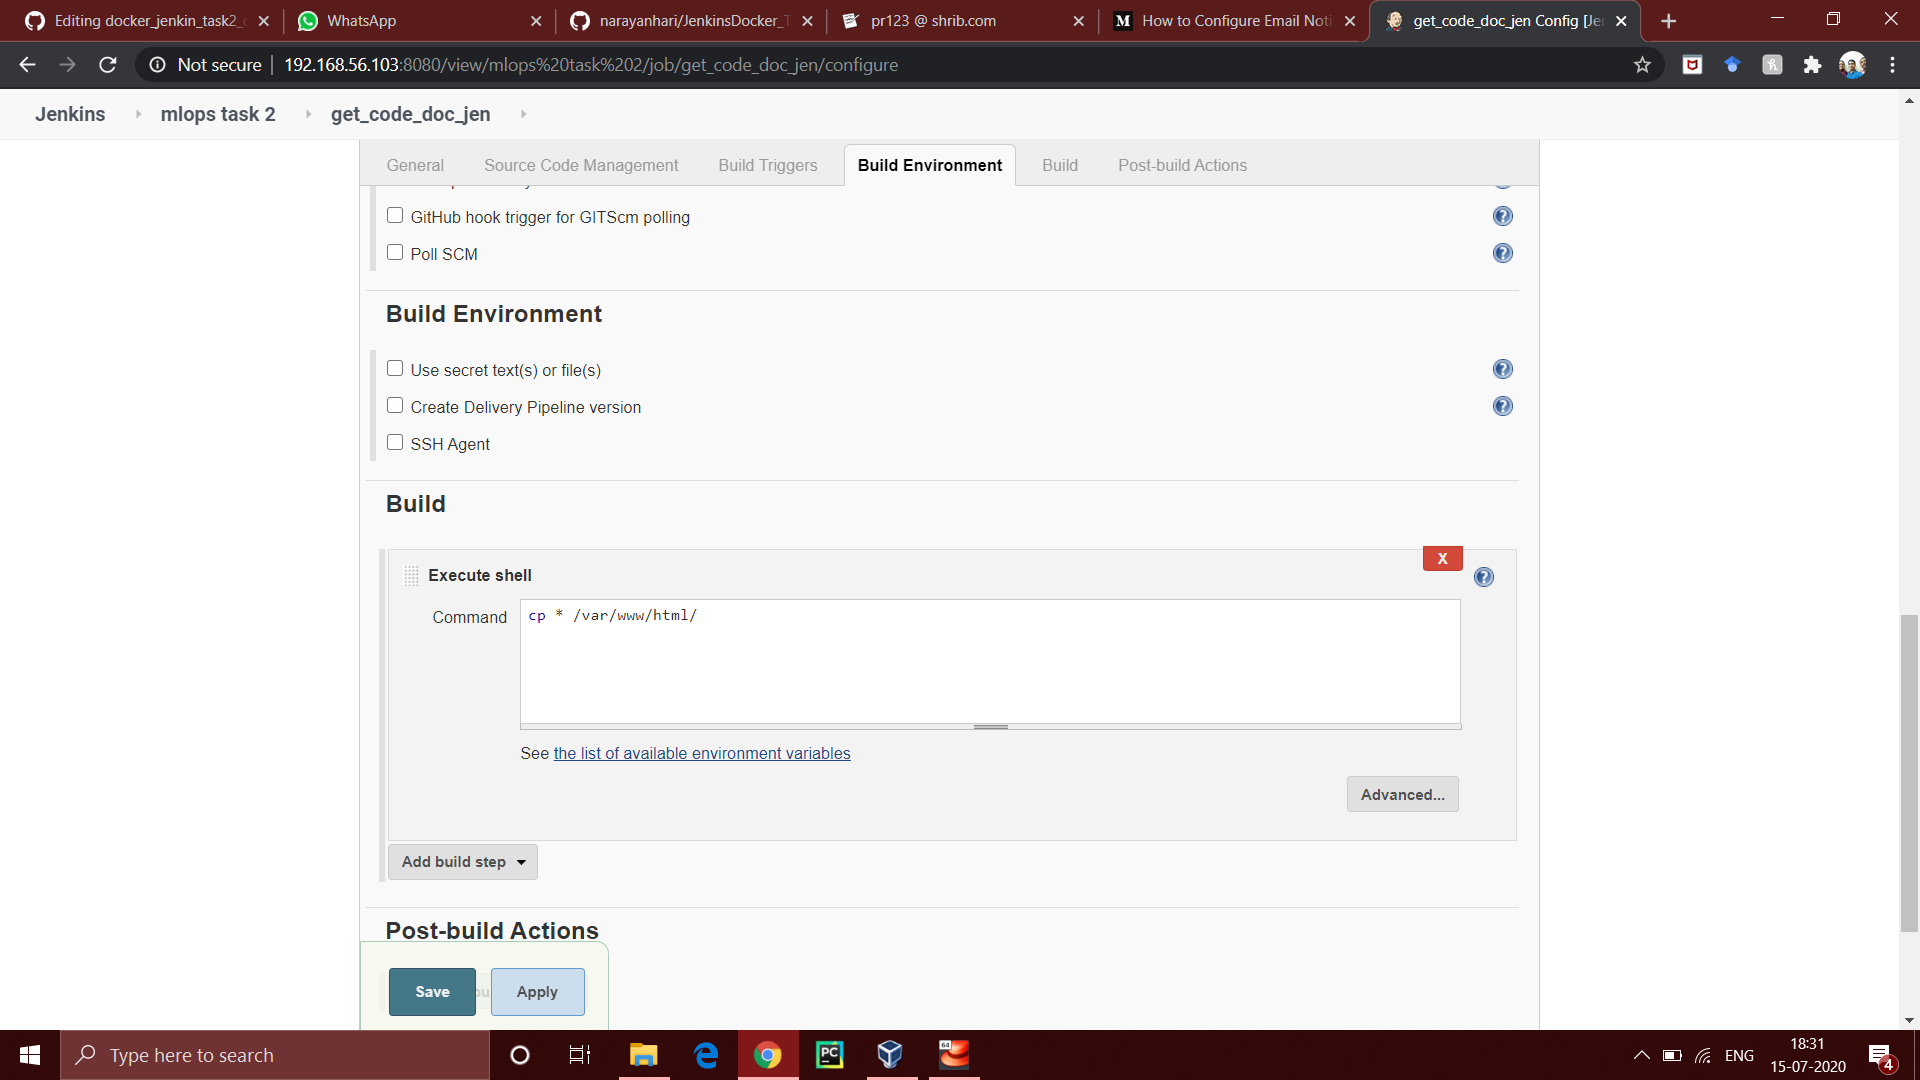 Editing docker_jenkin_task2_
WhatsApp
narayanhari/JenkinsDocker_T
pr123 @ shrib.com
M How to Configure Email Noti
get_code_doc_jen Config [Jen
Not secure | 192.168.56.103:8080/view/mlops%20task%202/job/get_code_doc_jen/configure
Jenkins mlops task 2 get_code_doc_jen
General Source Code Management Build Triggers Build Environment Build Post-build Actions
GitHub hook trigger for GITScm polling
Poll SCM
Build Environment
Use secret text(s) or file(s)
Create Delivery Pipeline version
SSH Agent
Build
X
Execute shell
Command cp * /var/www/html/
See the list of available environment variables
Advanced...
Add build step
Post-build Actions
Save Apply
Type here to search
PC
64
ENG
18:31
15-07-2020
4